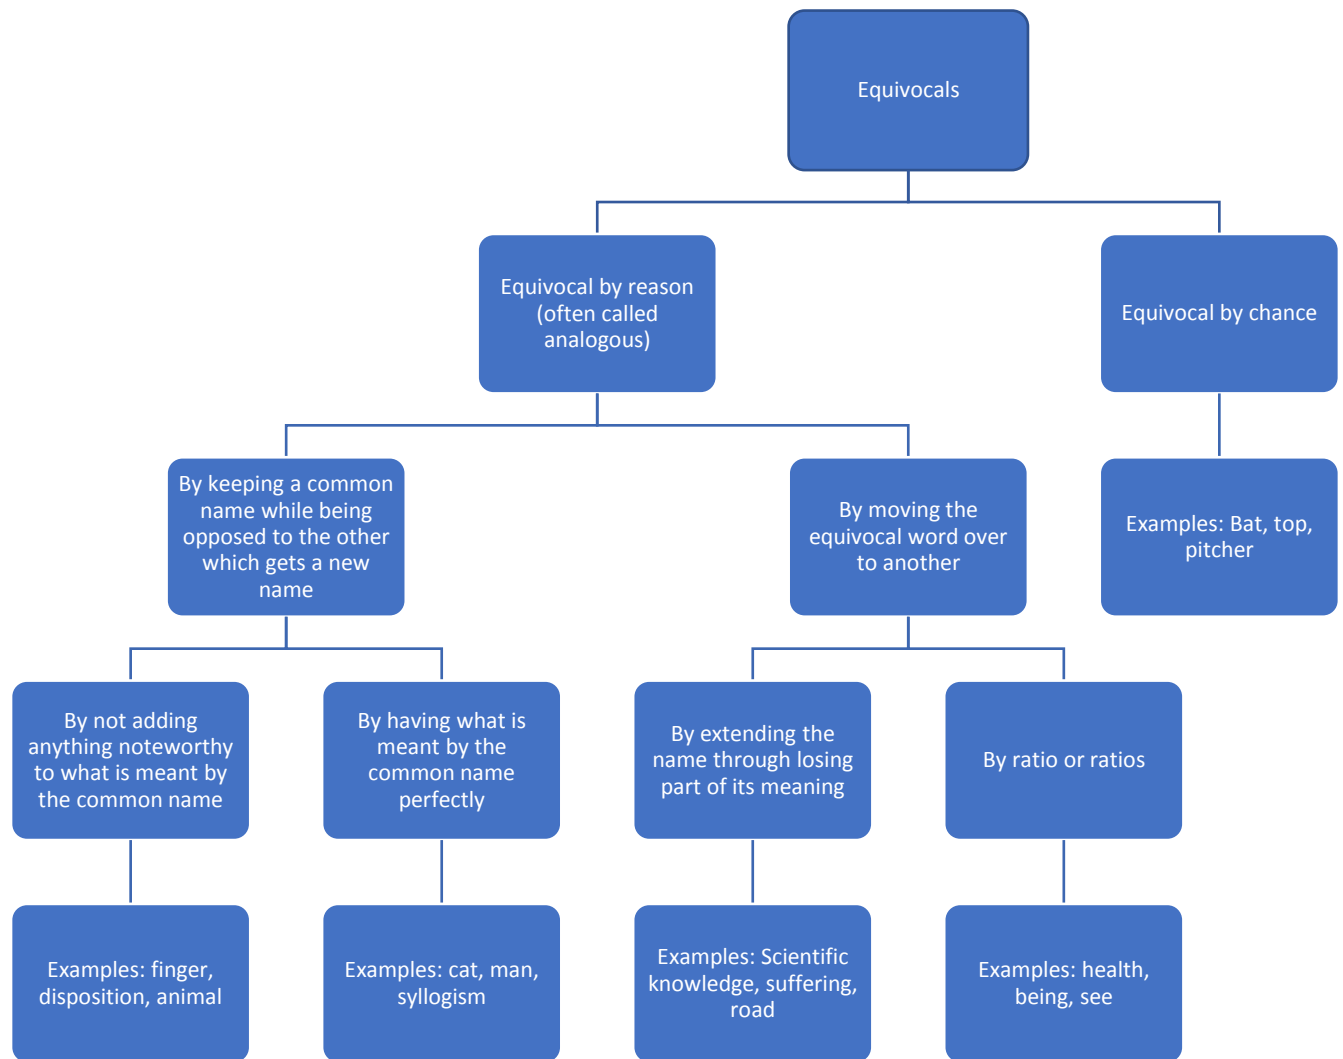 Equivocals
Equivocal by reason
(often called
analogous)
Equivocal by chance
By keeping a common
name while being
opposed to the other
which gets a new
name
By moving the
equivocal word over
to another
Examples: Bat, top,
pitcher
By not adding
anything noteworthy
to what is meant by
the common name
By having what is
meant by the
common name
perfectly
By extending the
name through losing
part of its meaning
By ratio or ratios
Examples: finger,
disposition, animal
Examples: cat, man,
syllogism
Examples: Scientific
knowledge, suffering,
road
Examples: health,
being, see